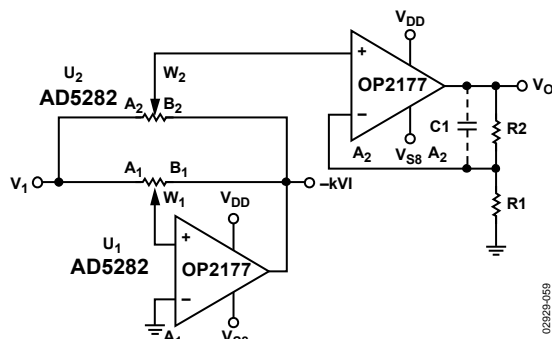 U2
AD5282
A2
W2
B2
V1
A1
B1
W1
U1
AD5282
–kVI
VDD
+
–
OP2177
A1
VDD
+
–
OP2177
A2
VS8
A2
C1
R2
R1
VO
02929-059